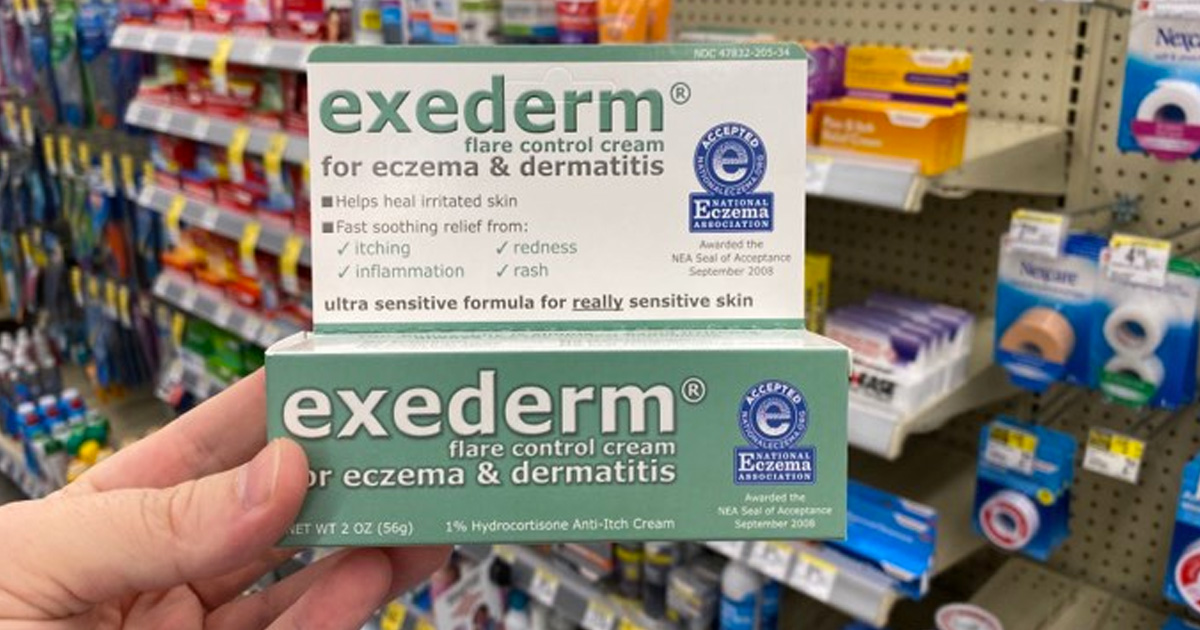 NDC 47832-205-34
exederm®
flare control cream
for eczema & dermatitis
■ Helps heal irritated skin
■ Fast soothing relief from:
✓ itching ✓ redness
✓ inflammation ✓ rash
ultra sensitive formula for really sensitive skin
ACCEPTED
e
NATIONALECZEMA.ORG
NATIONAL
Eczema
ASSOCIATION
Awarded the
NEA Seal of Acceptance
September 2008
exederm®
flare control cream
or eczema & dermatitis
NET WT 2 OZ (56g) 1% Hydrocortisone Anti-Itch Cream
ACCEPTED
e
NATIONALECZEMA.ORG
NATIONAL
Eczema
ASSOCIATION
Awarded the
NEA Seal of Acceptance
September 2008
Nexcare